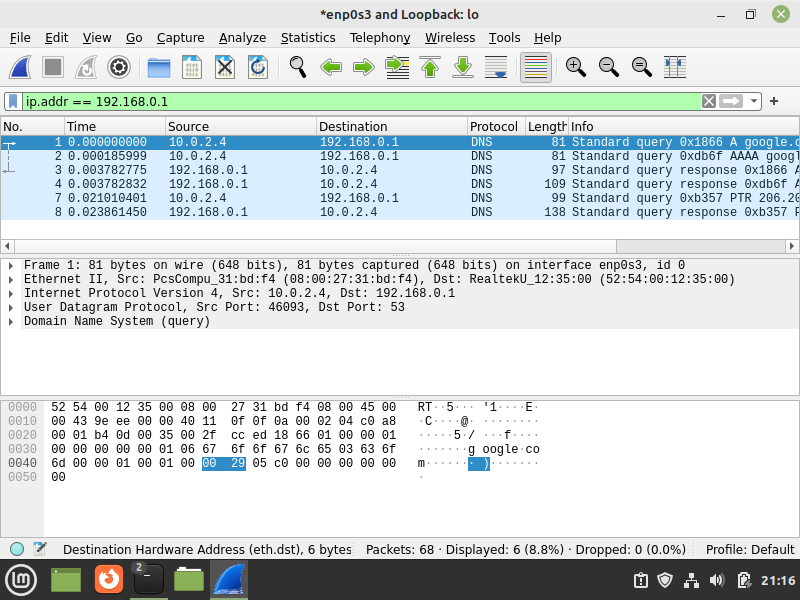 *enp0s3 and Loopback: lo
File Edit View Go Capture Analyze Statistics Telephony Wireless Tools Help
ip.addr == 192.168.0.1
No. Time Source Destination Protocol Length Info
1 0.000000000 10.0.2.4 192.168.0.1 DNS 81 Standard query 0x1866 A google.c
2 0.000185999 10.0.2.4 192.168.0.1 DNS 81 Standard query 0xdb6f AAAA googl
3 0.003782775 192.168.0.1 10.0.2.4 DNS 97 Standard query response 0x1866 A
4 0.003782832 192.168.0.1 10.0.2.4 DNS 109 Standard query response 0xdb6f A
7 0.021010401 10.0.2.4 192.168.0.1 DNS 99 Standard query 0xb357 PTR 206.20
8 0.023861450 192.168.0.1 10.0.2.4 DNS 138 Standard query response 0xb357 P
Frame 1: 81 bytes on wire (648 bits), 81 bytes captured (648 bits) on interface enp0s3, id 0
Ethernet II, Src: PcsCompu_31:bd:f4 (08:00:27:31:bd:f4), Dst: RealtekU_12:35:00 (52:54:00:12:35:00)
Internet Protocol Version 4, Src: 10.0.2.4, Dst: 192.168.0.1
User Datagram Protocol, Src Port: 46093, Dst Port: 53
Domain Name System (query)
0000 52 54 00 12 35 00 08 00 27 31 bd f4 08 00 45 00 RT··5··· '1····E·
0010 00 43 9e ee 00 00 40 11 0f 0f 0a 00 02 04 c0 a8 ·C····@· ········
0020 00 01 b4 0d 00 35 00 2f cc ed 18 66 01 00 00 01 ·····5·/ ···f····
0030 00 00 00 00 00 01 06 67 6f 6f 67 6c 65 03 63 6f ·······g oogle·co
0040 6d 00 00 01 00 01 00 00 29 05 c0 00 00 00 00 00 m······· )·······
0050 00 ·
Destination Hardware Address (eth.dst), 6 bytes Packets: 68 · Displayed: 6 (8.8%) · Dropped: 0 (0.0%) Profile: Default
2
21:16